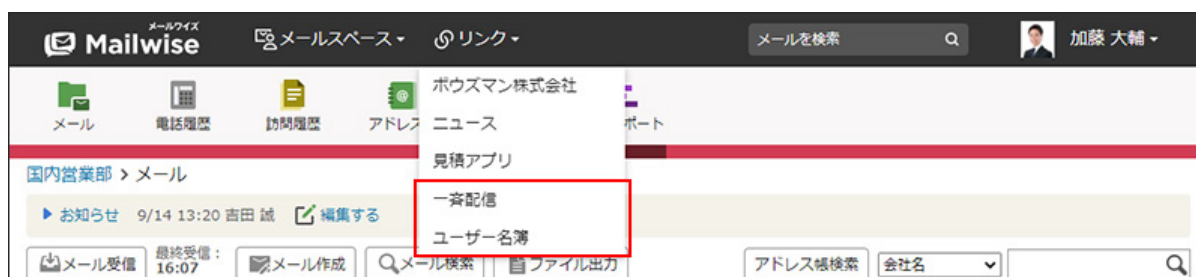 メールワイズ
Mailwise メールスペース リンク メールを検索 加藤 大輔
ボウズマン株式会社
ニュース
見積アプリ
一斉配信
ユーザー名簿
メール 電話履歴 訪問履歴 アドレス ポート
国内営業部 > メール
お知らせ 9/14 13:20 吉田 誠 編集する
メール受信 最終受信: 16:07 メール作成 メール検索 ファイル出力 アドレス帳検索 会社名